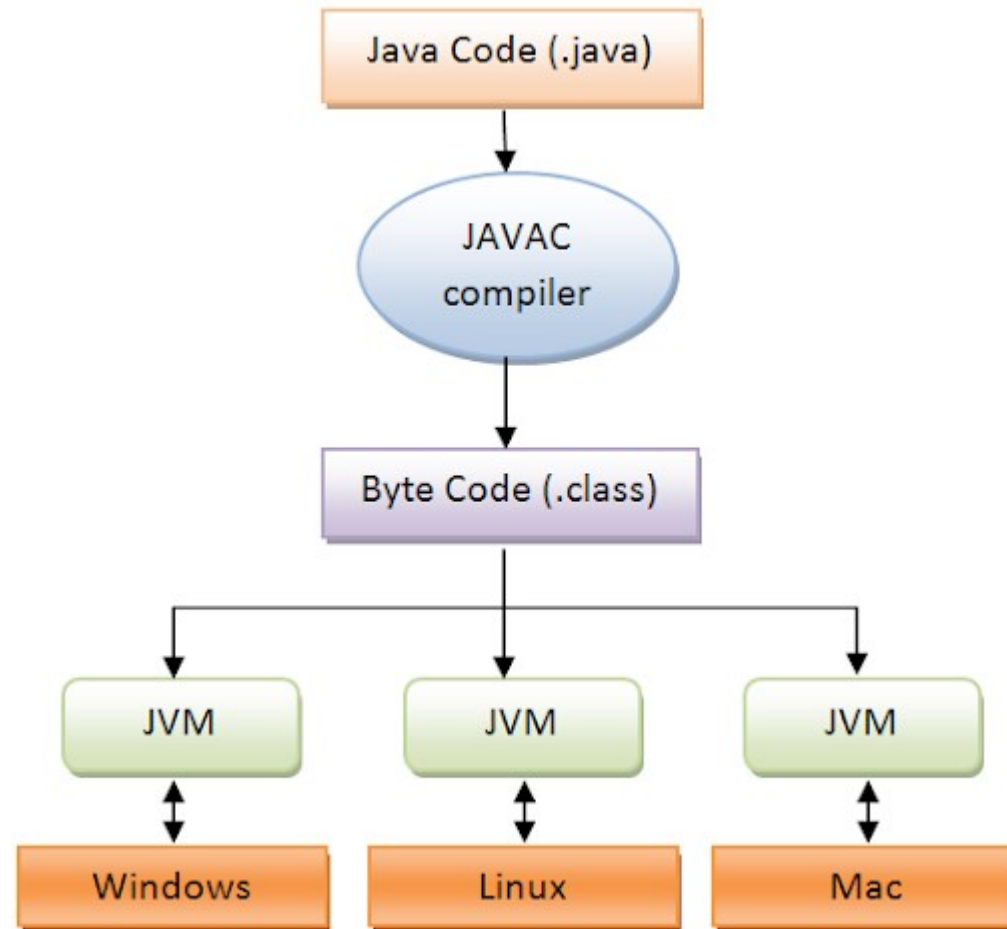 Java Code (.java)
JAVAC
compiler
Byte Code (.class)
JVM
JVM
JVM
Windows
Linux
Mac